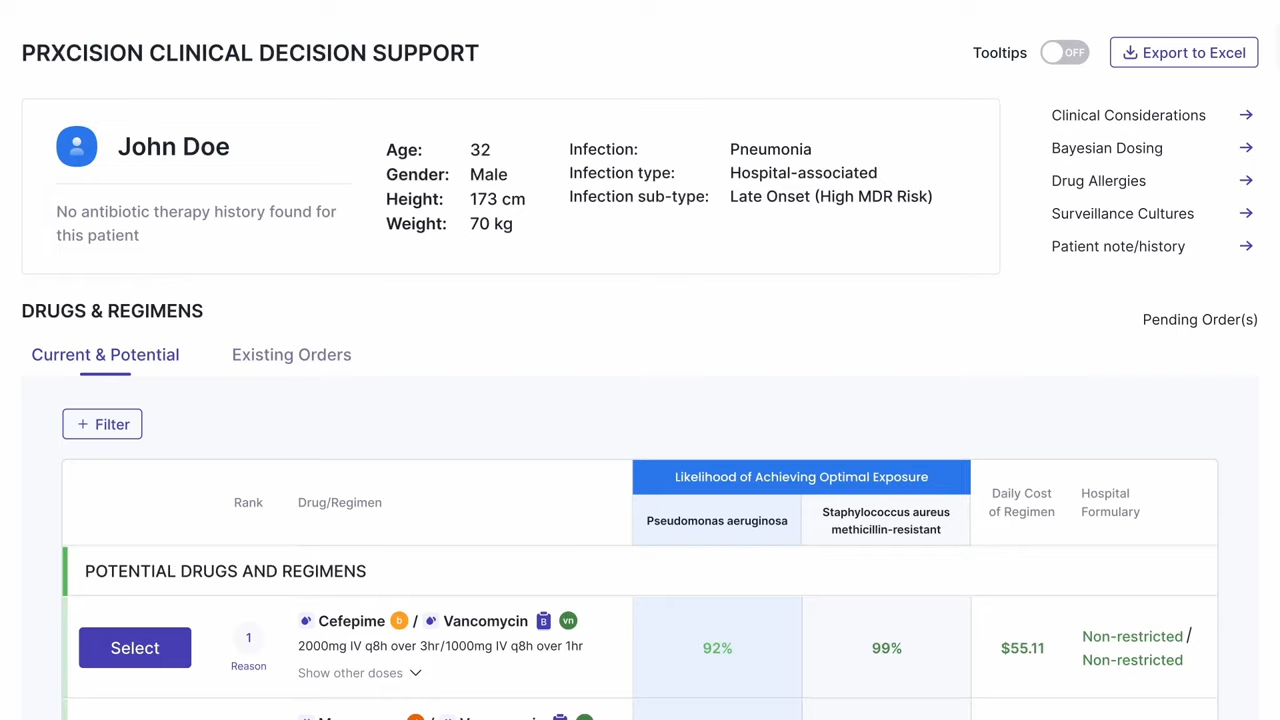 PRXCISION CLINICAL DECISION SUPPORT
Tooltips OFF Export to Excel
John Doe
No antibiotic therapy history found for
this patient
Age: 32
Gender: Male
Height: 173 cm
Weight: 70 kg
Infection: Pneumonia
Infection type: Hospital-associated
Infection sub-type: Late Onset (High MDR Risk)
Clinical Considerations
Bayesian Dosing
Drug Allergies
Surveillance Cultures
Patient note/history
DRUGS & REGIMENS
Pending Order(s)
Current & Potential Existing Orders
+ Filter
Rank
Drug/Regimen
Likelihood of Achieving Optimal Exposure
Pseudomonas aeruginosa
Staphylococcus aureus
methicillin-resistant
Daily Cost
of Regimen
Hospital
Formulary
POTENTIAL DRUGS AND REGIMENS
Select
1
Reason
Cefepime b / Vancomycin B vn
2000mg IV q8h over 3hr/1000mg IV q8h over 1hr
Show other doses
92%
99%
$55.11
Non-restricted /
Non-restricted